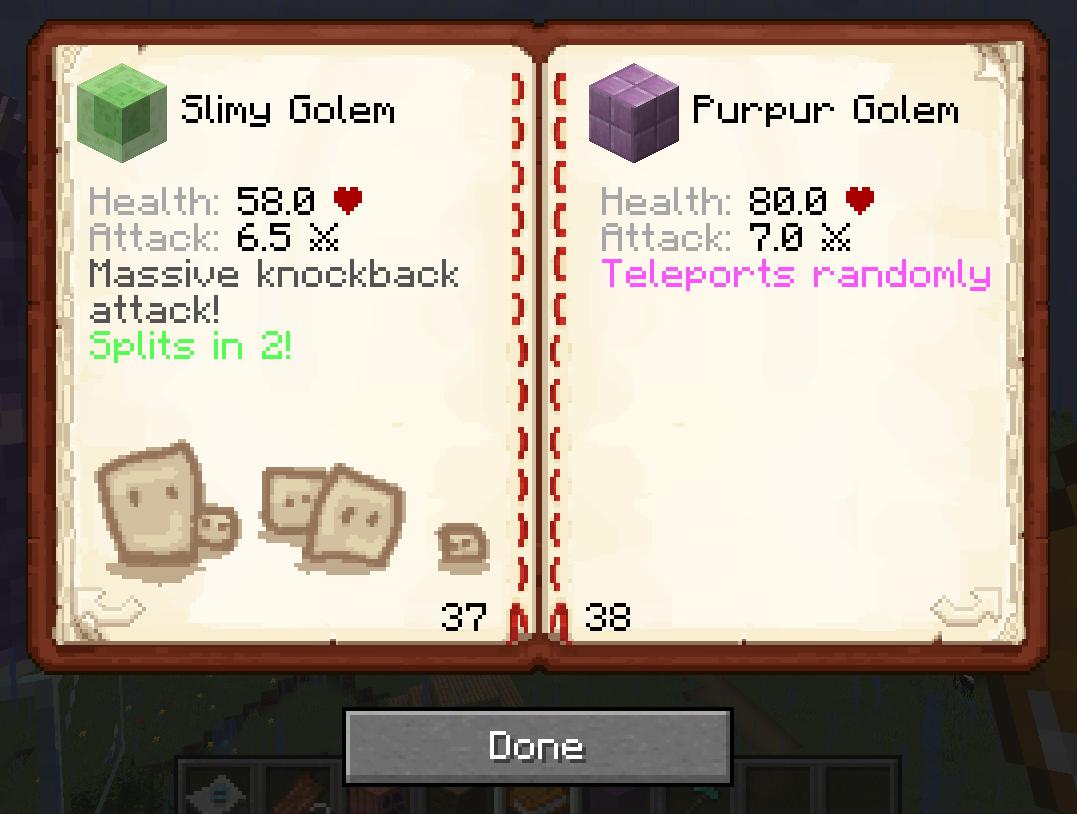 Slimy Golem
Health: 58.0
Attack: 6.5
Massive knockback
attack!
Splits in 2!
37
Purpur Golem
Health: 80.0
Attack: 7.0
Teleports randomly
38
Done